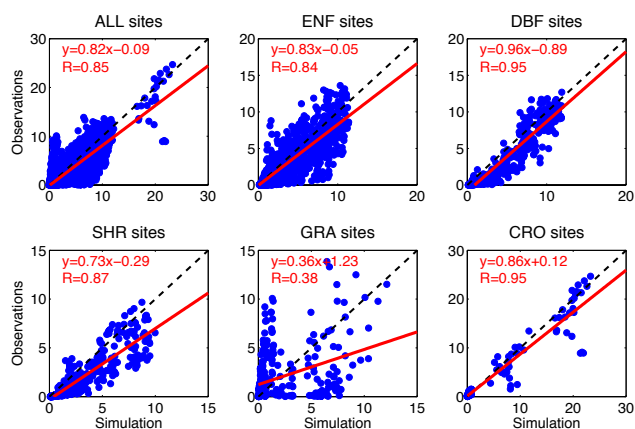 ALL sites
ENF sites
DBF sites
30
y=0.82x−0.09
R=0.85
20
10
0
0 10 20 30
Observations
20
y=0.83x−0.05
R=0.84
15
10
5
0
0 10 20
20
y=0.96x−0.89
R=0.95
15
10
5
0
0 10 20
SHR sites
GRA sites
CRO sites
15
y=0.73x−0.29
R=0.87
10
5
0
0 5 10 15
Observations
Simulation
15
y=0.36x+1.23
R=0.38
10
5
0
0 5 10 15
Simulation
30
y=0.86x+0.12
R=0.95
20
10
0
0 10 20 30
Simulation